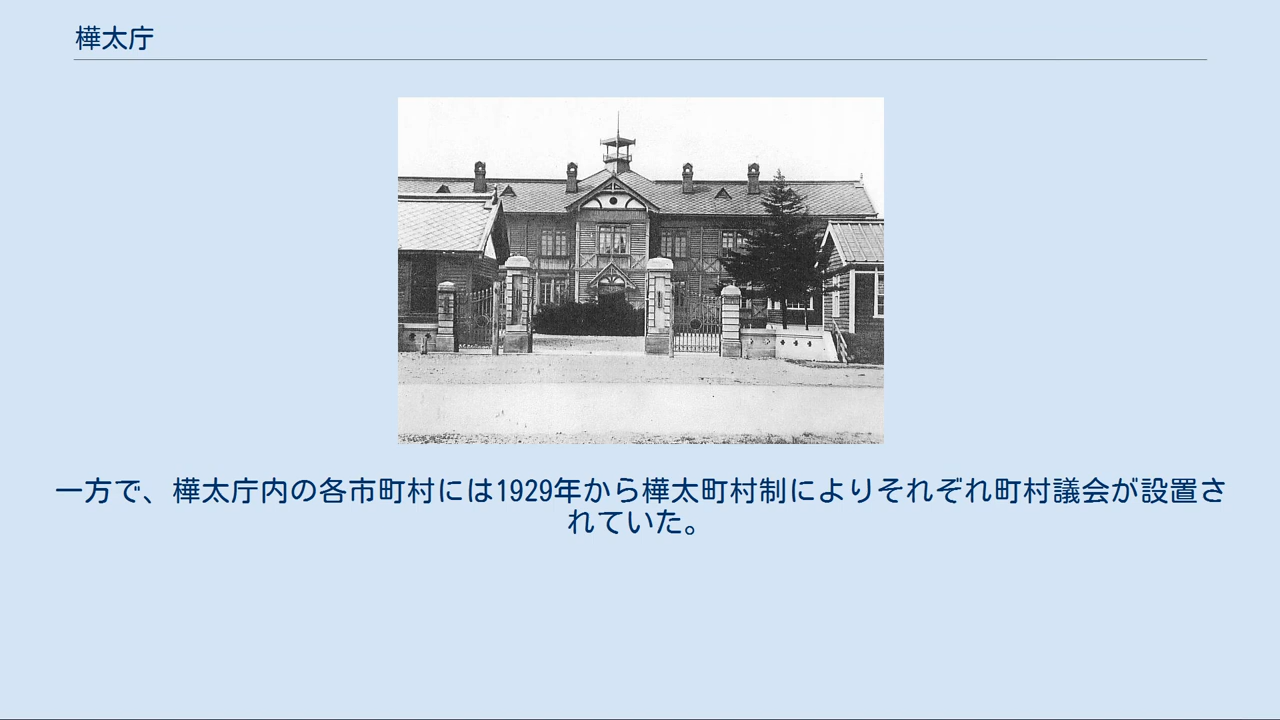 樺太庁
一方で、樺太庁内の各市町村には1929年から樺太町村制によりそれぞれ町村議会が設置さ
れていた。